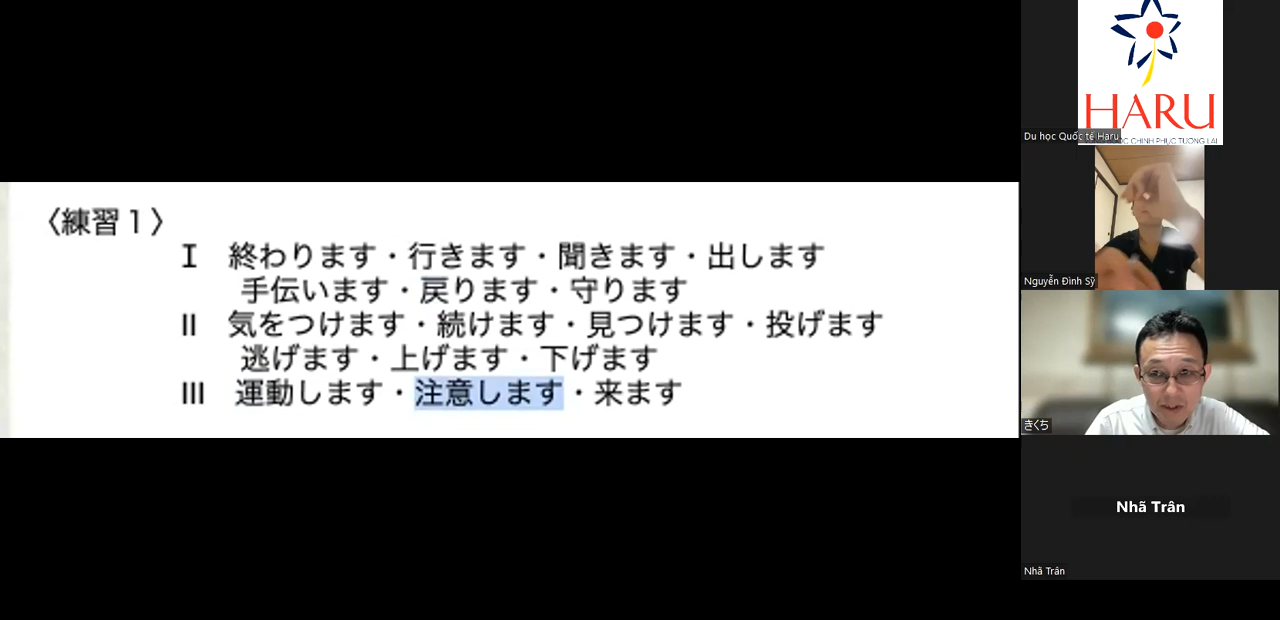 〈練習１〉
Ⅰ 終わります・行きます・聞きます・出します
手伝います・戻ります・守ります
Ⅱ 気をつけます・続けます・見つけます・投げます
逃げます・上げます・下げます
Ⅲ 運動します・注意します・来ます
HARU
CHINH PHỤC TƯƠNG LAI
Du học Quốc tế Haru
Nguyễn Đình Sỹ
きくち
Nhã Trân
Nhã Trân